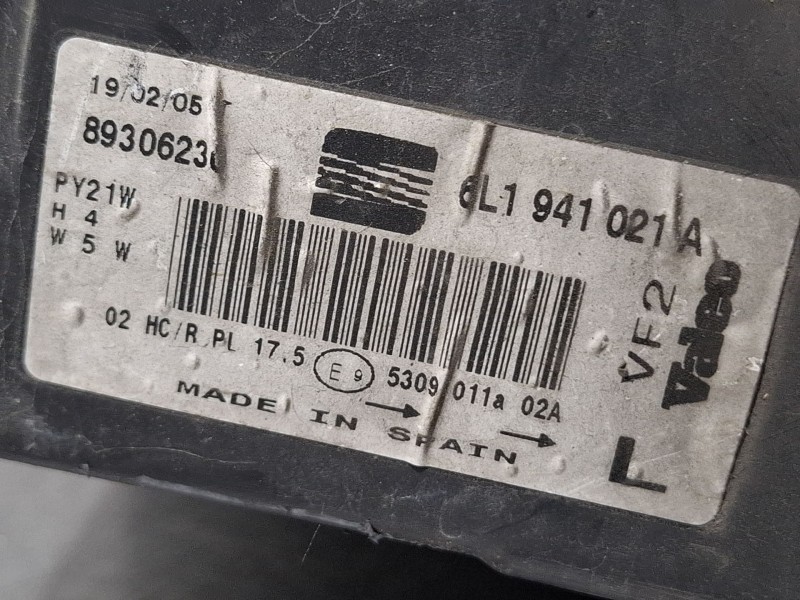 19/02/05
6L1 941 021 A
PY21W
H 4
W 5 W
02 HC/R PL 17.5 E9 5309 011a 02A
MADE IN SPAIN
VF2
Valeo
L